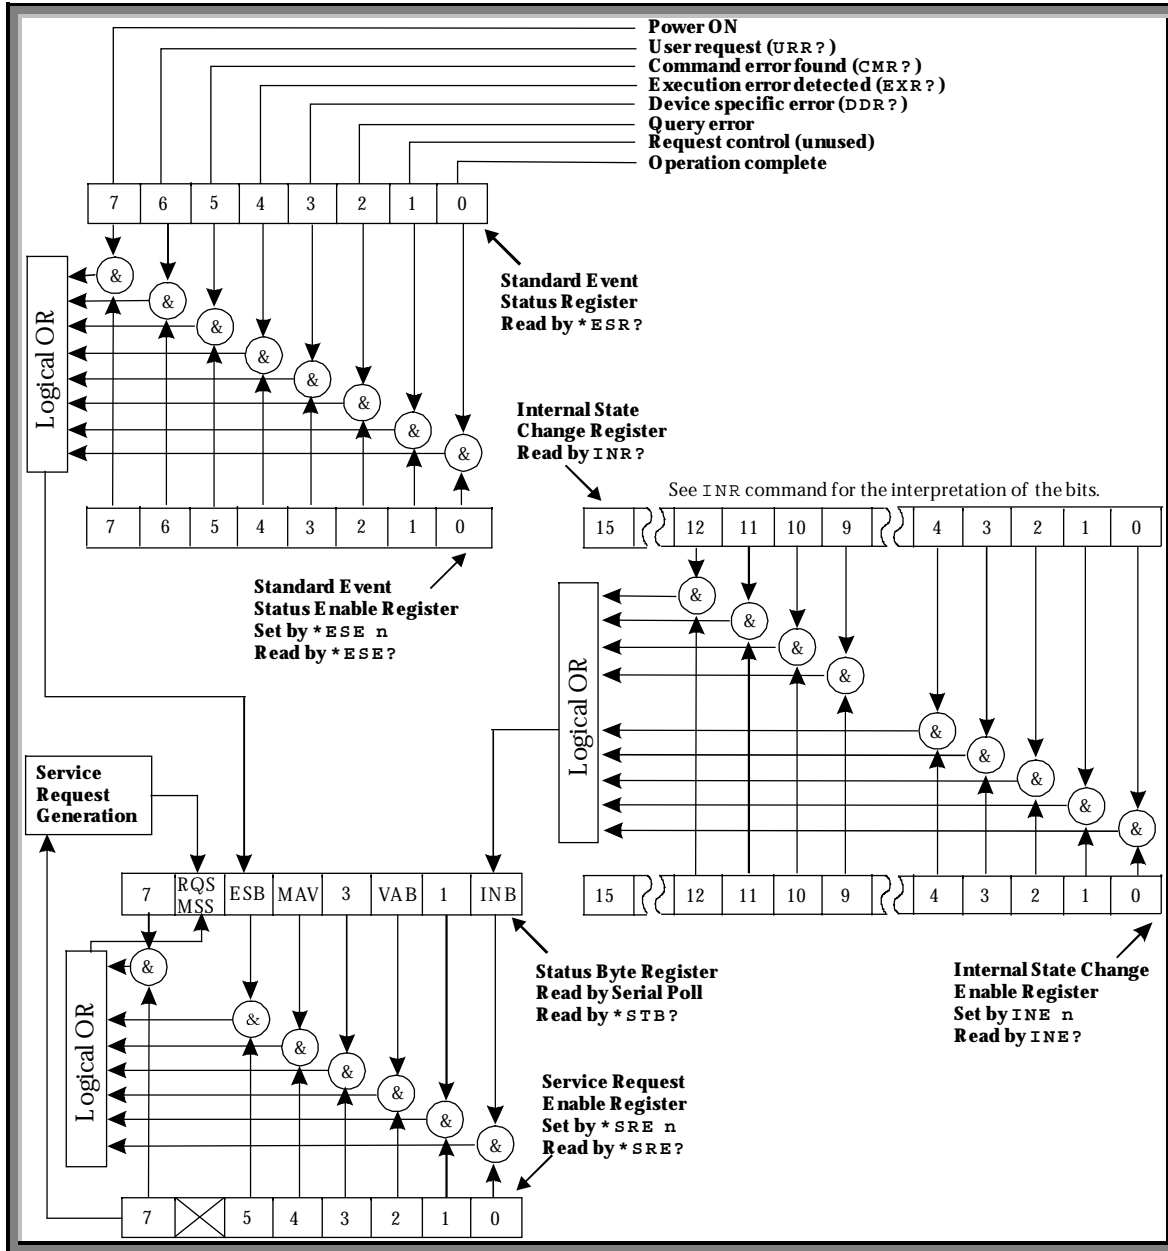 Power ON
User request (URR?)
Command error found (CMR?)
Execution error detected (EXR?)
Device specific error (DDR?)
Query error
Request control (unused)
Operation complete
7 6 5 4 3 2 1 0
Standard Event
Status Register
Read by *ESR?
Logical OR
&
&
&
&
&
&
&
&
7 6 5 4 3 2 1 0
Standard Event
Status Enable Register
Set by *ESE n
Read by *ESE?
Internal State
Change Register
Read by INR?
See INR command for the interpretation of the bits.
15 12 11 10 9 4 3 2 1 0
Logical OR
&
&
&
&
&
&
&
&
&
15 12 11 10 9 4 3 2 1 0
Internal State Change
Enable Register
Set by INE n
Read by INE?
Service
Request
Generation
7 RQS MSS ESB MAV 3 VAB 1 INB
Status Byte Register
Read by Serial Poll
Read by *STB?
Logical OR
&
&
&
&
&
&
&
Service Request
Enable Register
Set by *SRE n
Read by *SRE?
7 5 4 3 2 1 0